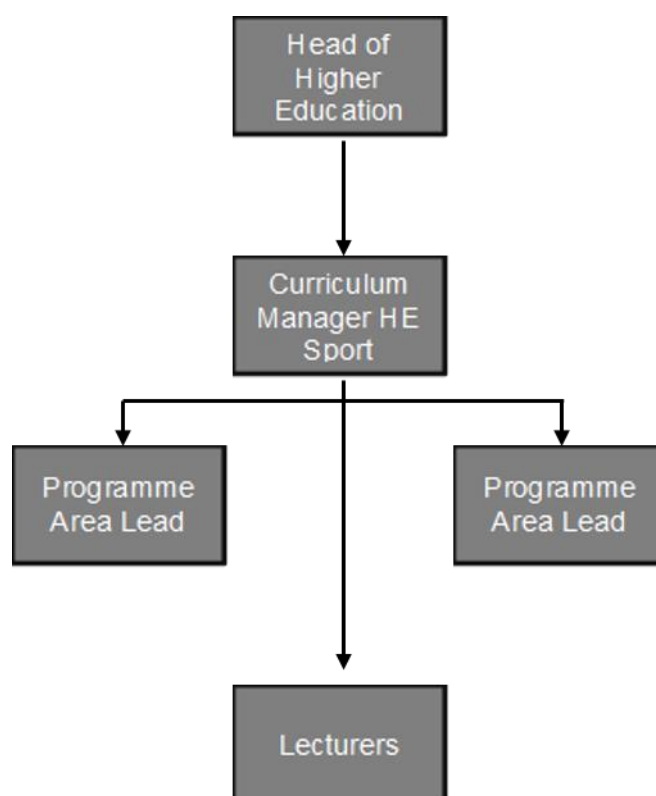 Head of
Higher
Education
Curriculum
Manager HE
Sport
Programme
Area Lead
Programme
Area Lead
Lecturers